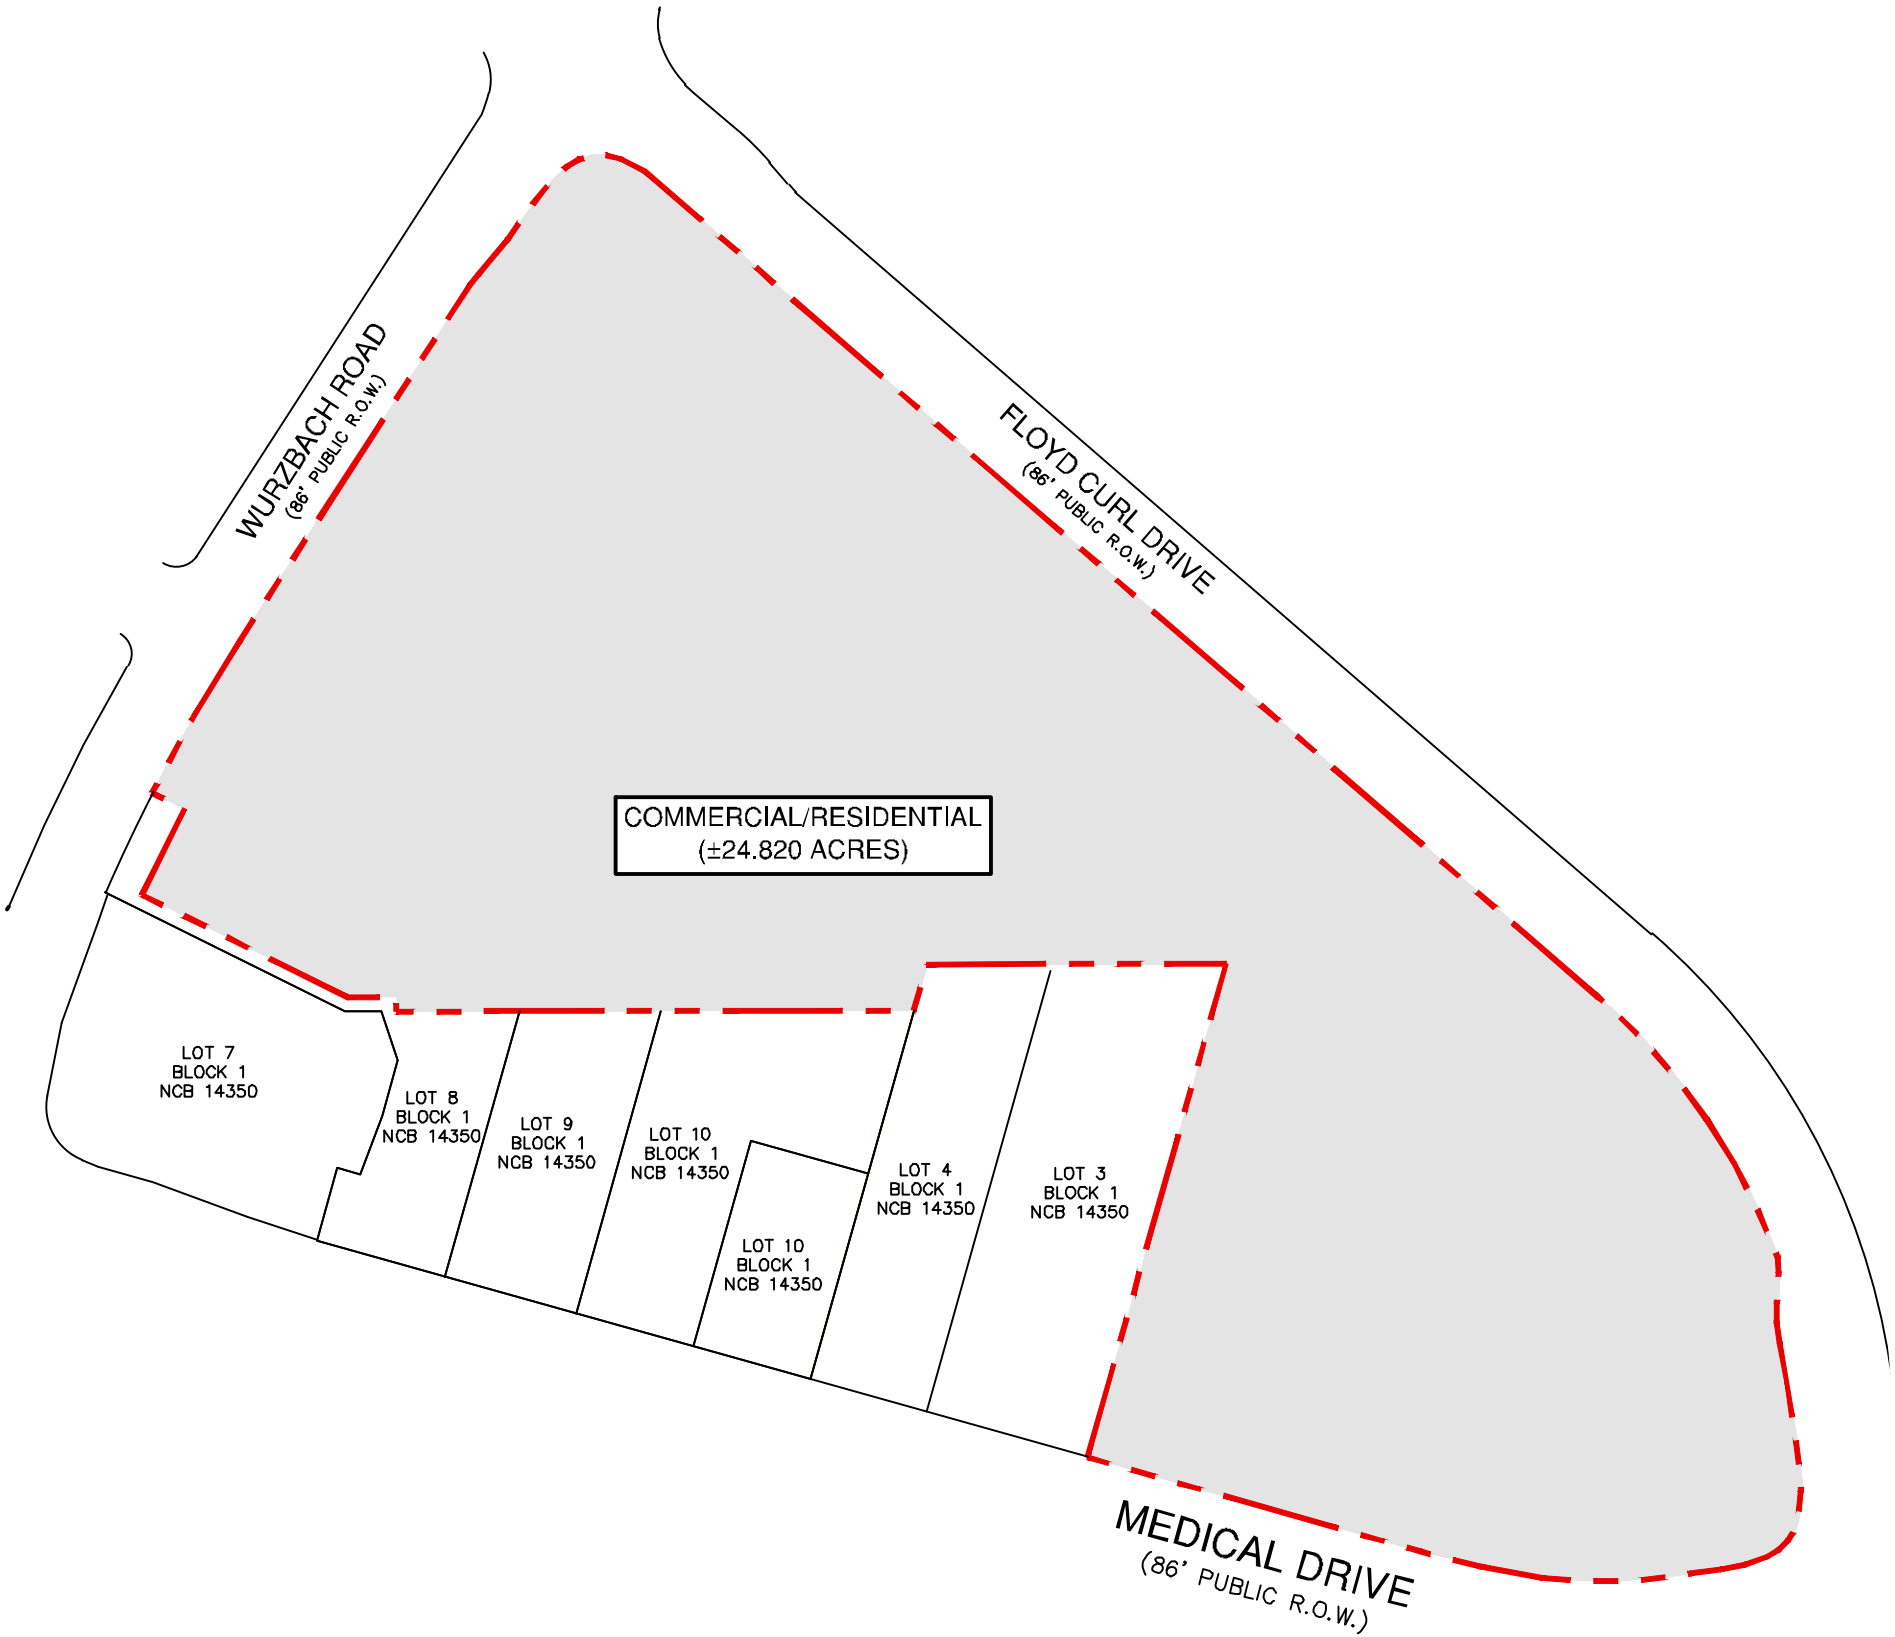 WURZBACH ROAD
(86' PUBLIC R.O.W.)
FLOYD CURL DRIVE
(86' PUBLIC R.O.W.)
COMMERCIAL/RESIDENTIAL
(±24.820 ACRES)
LOT 7
BLOCK 1
NCB 14350
LOT 8
BLOCK 1
NCB 14350
LOT 9
BLOCK 1
NCB 14350
LOT 10
BLOCK 1
NCB 14350
LOT 10
BLOCK 1
NCB 14350
LOT 4
BLOCK 1
NCB 14350
LOT 3
BLOCK 1
NCB 14350
MEDICAL DRIVE
(86' PUBLIC R.O.W.)